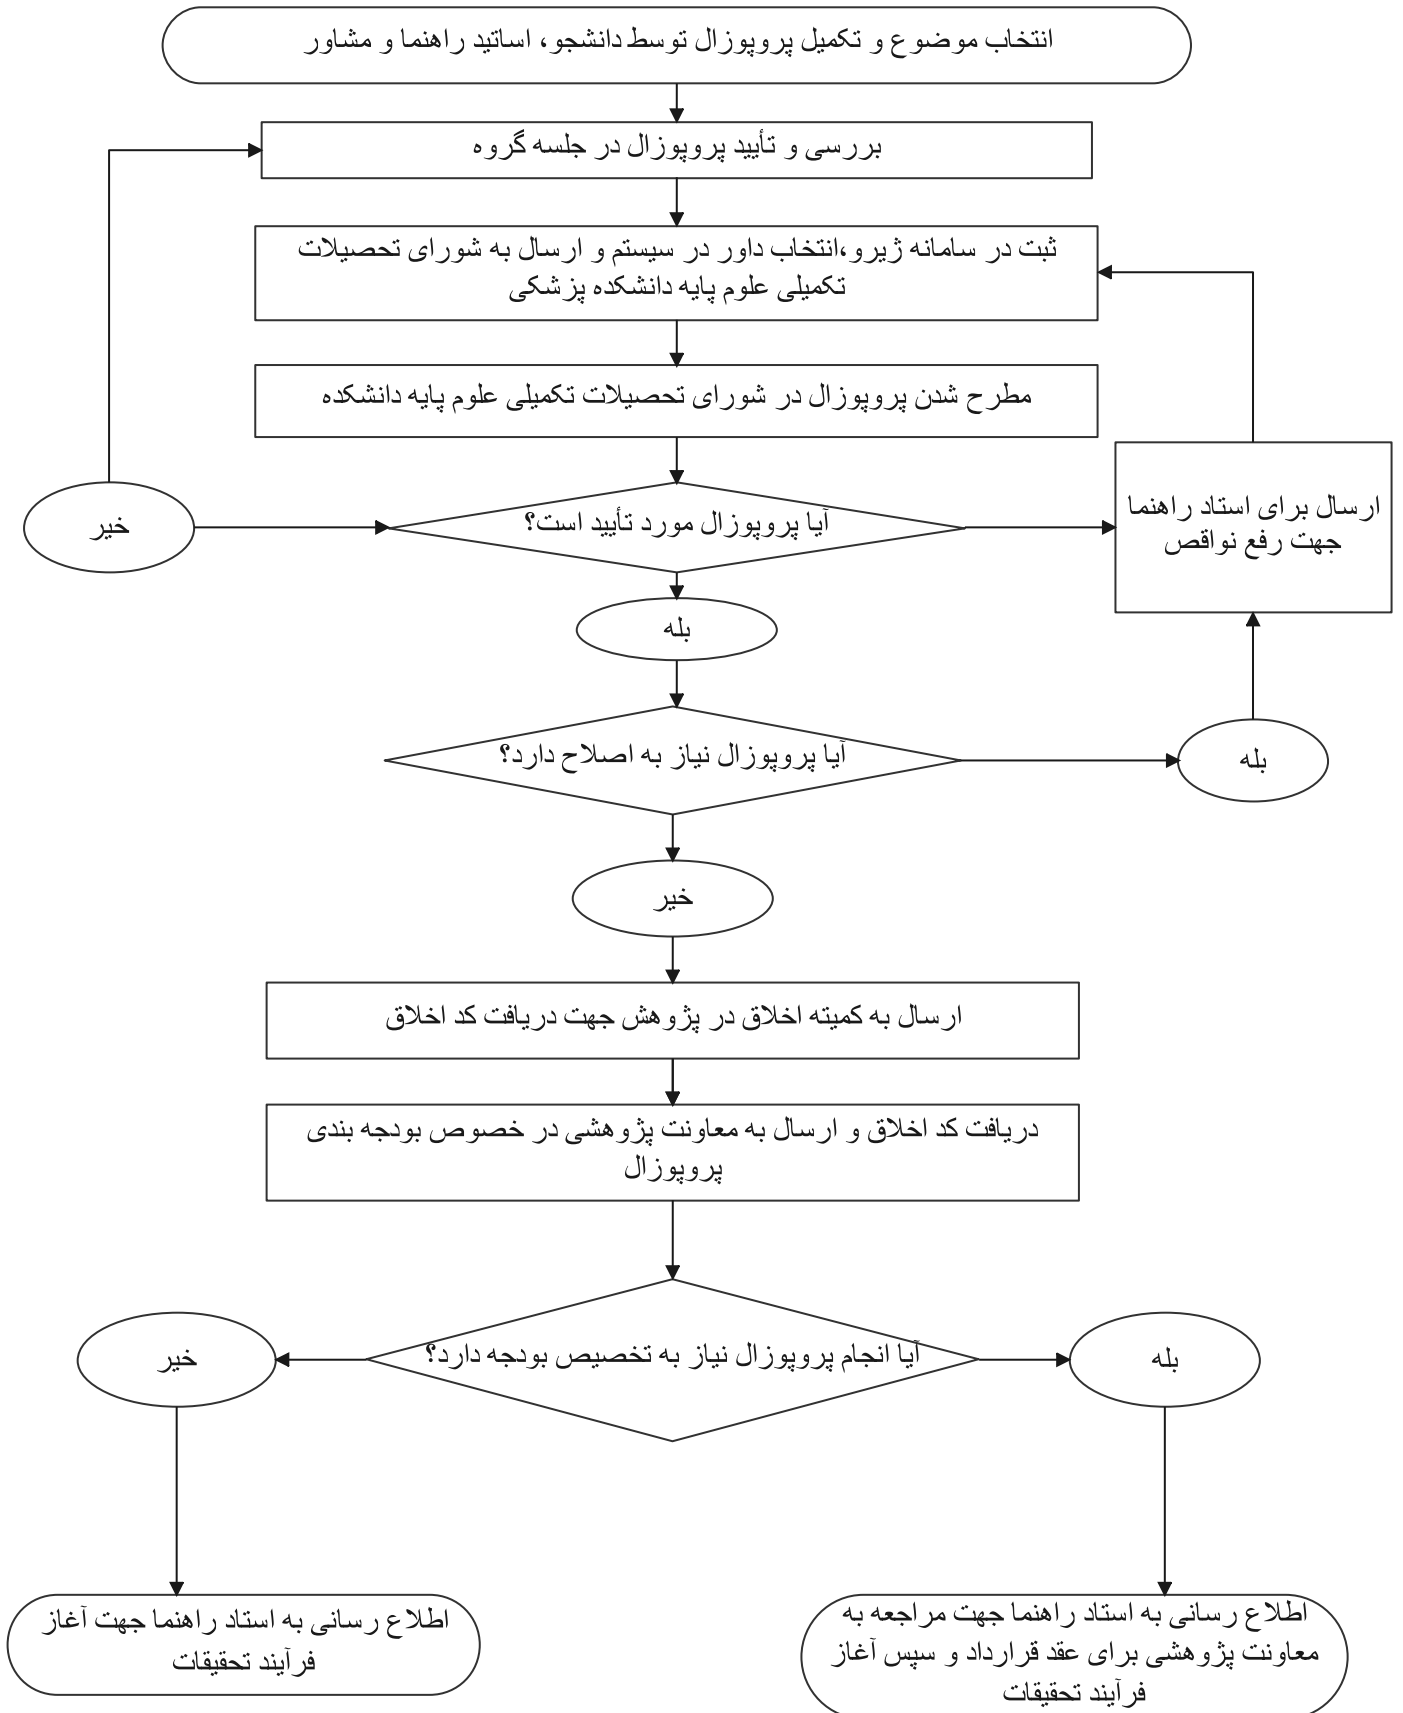 انتخاب موضوع و تکمیل پروپوزال توسط دانشجو، اساتید راهنما و مشاور
بررسی و تأیید پروپوزال در جلسه گروه
ثبت در سامانه ژیرو،انتخاب داور در سیستم و ارسال به شورای تحصیلات
تکمیلی علوم پایه دانشکده پزشکی
مطرح شدن پروپوزال در شورای تحصیلات تکمیلی علوم پایه دانشکده
ارسال برای استاد راهنما
جهت رفع نواقص
آیا پروپوزال مورد تأیید است؟
خیر
بله
آیا پروپوزال نیاز به اصلاح دارد؟
بله
خیر
ارسال به کمیته اخلاق در پژوهش جهت دریافت کد اخلاق
دریافت کد اخلاق و ارسال به معاونت پژوهشی در خصوص بودجه بندی
پروپوزال
بله
آیا انجام پروپوزال نیاز به تخصیص بودجه دارد؟
خیر
اطلاع رسانی به استاد راهنما جهت مراجعه به
معاونت پژوهشی برای عقد قرارداد و سپس آغاز
فرآیند تحقیقات
اطلاع رسانی به استاد راهنما جهت آغاز
فرآیند تحقیقات